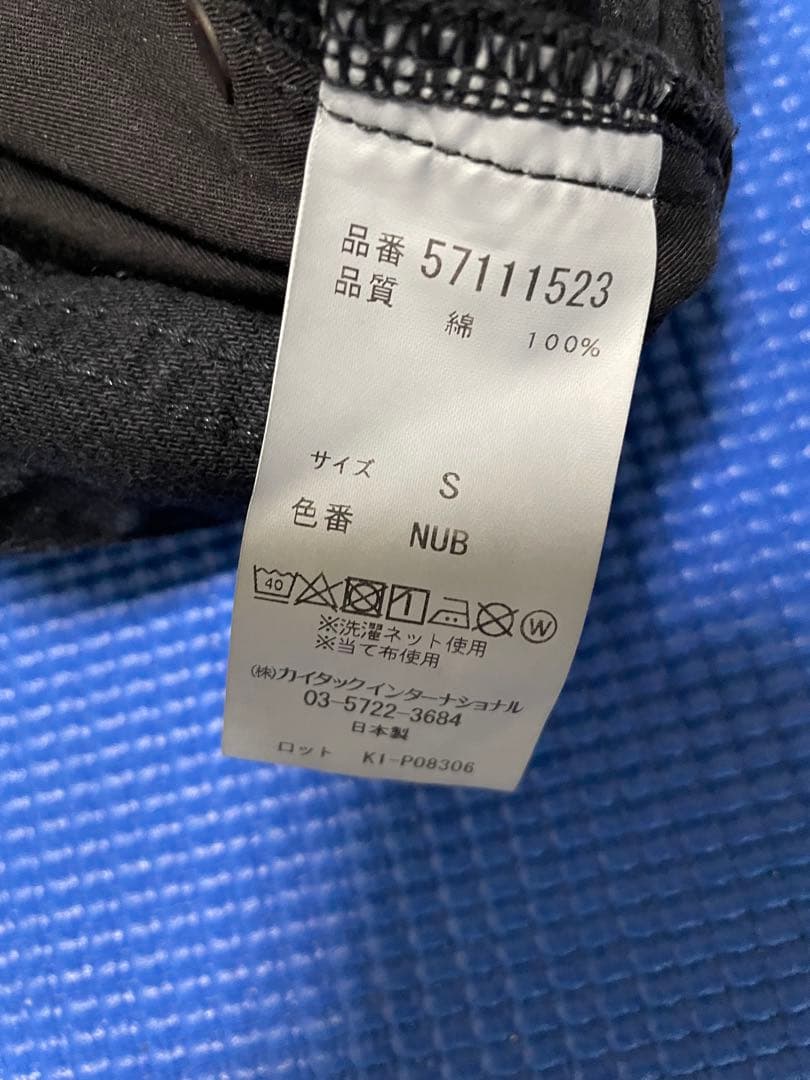 品番 57111523
品質
綿 100%
サイズ S
色番 NUB
40
W
※洗濯ネット使用
※当て布使用
(株)カイタックインターナショナル
03-5722-3684
日本製
ロット K1-P08306